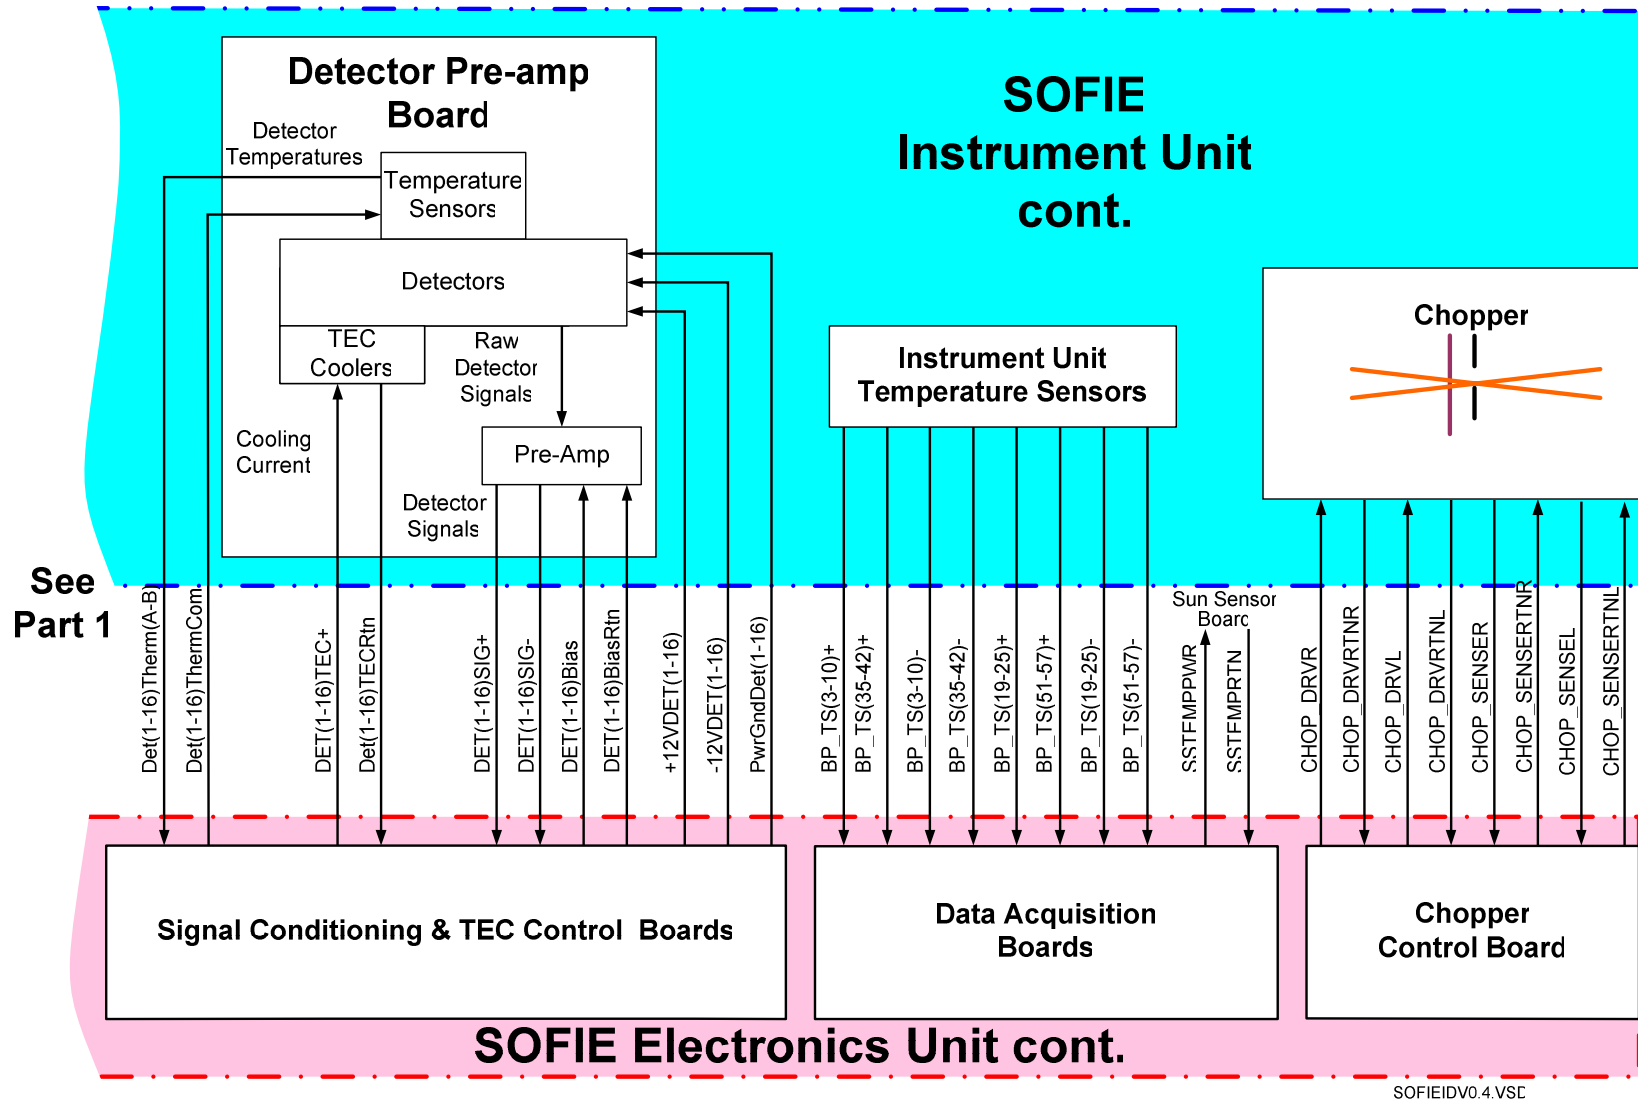 Detector Pre-amp
Board
SOFIE
Instrument Unit
cont.
Detector
Temperatures
Temperature
Sensors
Detectors
TEC
Coolers
Raw
Detector
Signals
Cooling
Current
Pre-Amp
Detector
Signals
Instrument Unit
Temperature Sensors
Chopper
See
Part 1
Sun Sensor
Board
Det(1-16)Therm(A-B)
Det(1-16)ThermCom
DET(1-16)TEC+
Det(1-16)TECRtn
DET(1-16)SIG+
DET(1-16)SIG-
DET(1-16)Bias
DET(1-16)BiasRtn
+12VDET(1-16)
-12VDET(1-16)
PwrGndDet(1-16)
BP_TS(3-10)+
BP_TS(35-42)+
BP_TS(3-10)-
BP_TS(35-42)-
BP_TS(19-25)+
BP_TS(51-57)+
BP_TS(19-25)-
BP_TS(51-57)-
SSTFMPPWR
SSTFMPRTN
CHOP_DRVR
CHOP_DRVRTNR
CHOP_DRVL
CHOP_DRVRTNL
CHOP_SENSER
CHOP_SENSERTNR
CHOP_SENSEL
CHOP_SENSERTNL
Signal Conditioning & TEC Control Boards
Data Acquisition
Boards
Chopper
Control Board
SOFIE Electronics Unit cont.
SOFIEIDV0.4.VSD